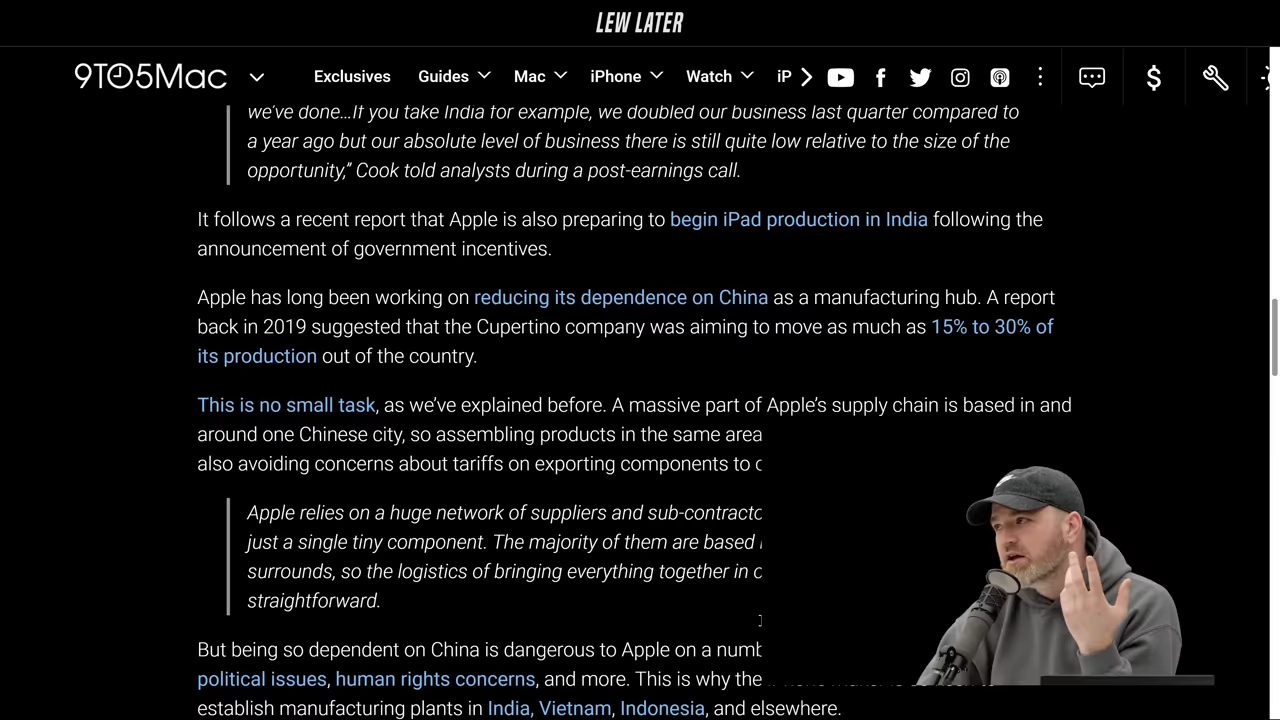 LEW LATER
9TO5Mac Exclusives Guides Mac iPhone Watch iP
we've done...If you take India for example, we doubled our business last quarter compared to
a year ago but our absolute level of business there is still quite low relative to the size of the
opportunity,” Cook told analysts during a post-earnings call.
It follows a recent report that Apple is also preparing to begin iPad production in India following the
announcement of government incentives.
Apple has long been working on reducing its dependence on China as a manufacturing hub. A report
back in 2019 suggested that the Cupertino company was aiming to move as much as 15% to 30% of
its production out of the country.
This is no small task, as we’ve explained before. A massive part of Apple’s supply chain is based in and
around one Chinese city, so assembling products in the same area
also avoiding concerns about tariffs on exporting components to
Apple relies on a huge network of suppliers and sub-contracto
just a single tiny component. The majority of them are based
surrounds, so the logistics of bringing everything together in
straightforward.
But being so dependent on China is dangerous to Apple on a numb
political issues, human rights concerns, and more. This is why the
establish manufacturing plants in India, Vietnam, Indonesia, and elsewhere.